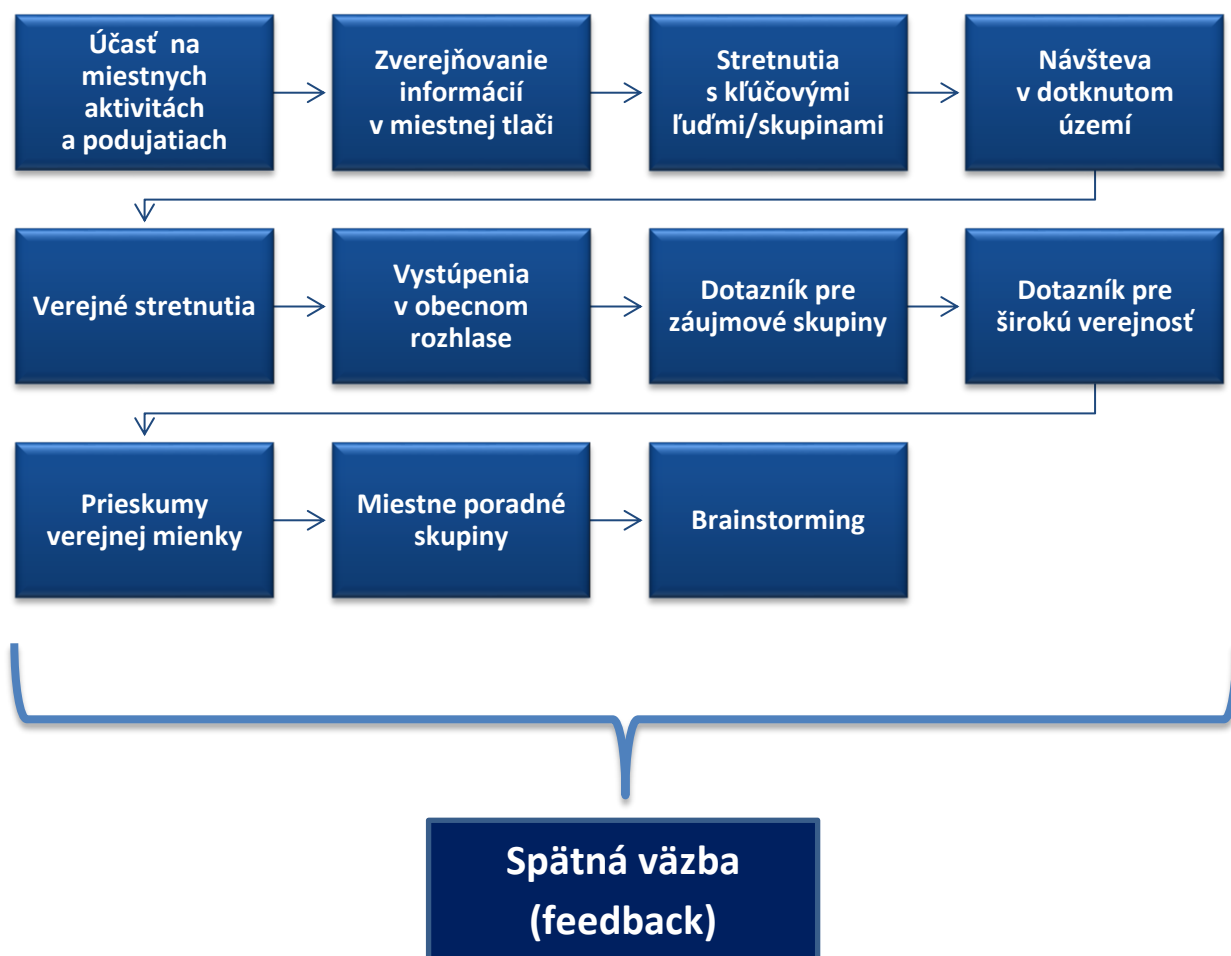 Účasť na
miestnych
aktivitách
a podujatiach
Zverejňovanie
informácií
v miestnej tlači
Stretnutia
s kľúčovými
ľuďmi/skupinami
Návšteva
v dotknutom
území
Verejné stretnutia
Vystúpenia
v obecnom
rozhlase
Dotazník pre
záujmové skupiny
Dotazník pre
širokú verejnosť
Prieskumy
verejnej mienky
Miestne poradné
skupiny
Brainstorming
Spätná väzba
(feedback)